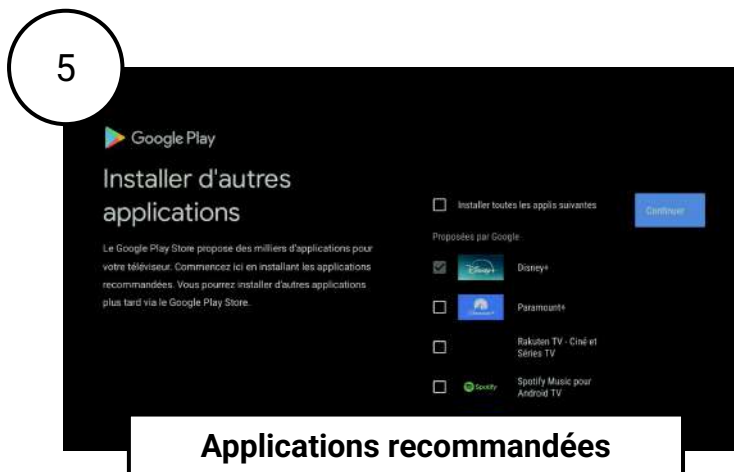 5
Google Play
Installer d'autres
applications
Le Google Play Store propose des milliers d'applications pour
votre téléviseur. Commencez ici en installant les applications
recommandées. Vous pourrez installer d'autres applications
plus tard via le Google Play Store.
Installer toutes les applis suivantes
Continuer
Proposées par Google
Disney+
Disney+
Paramount+
Paramount+
Rakuten TV - Ciné et
Séries TV
Spotify
Spotify Music pour
Android TV
Applications recommandées